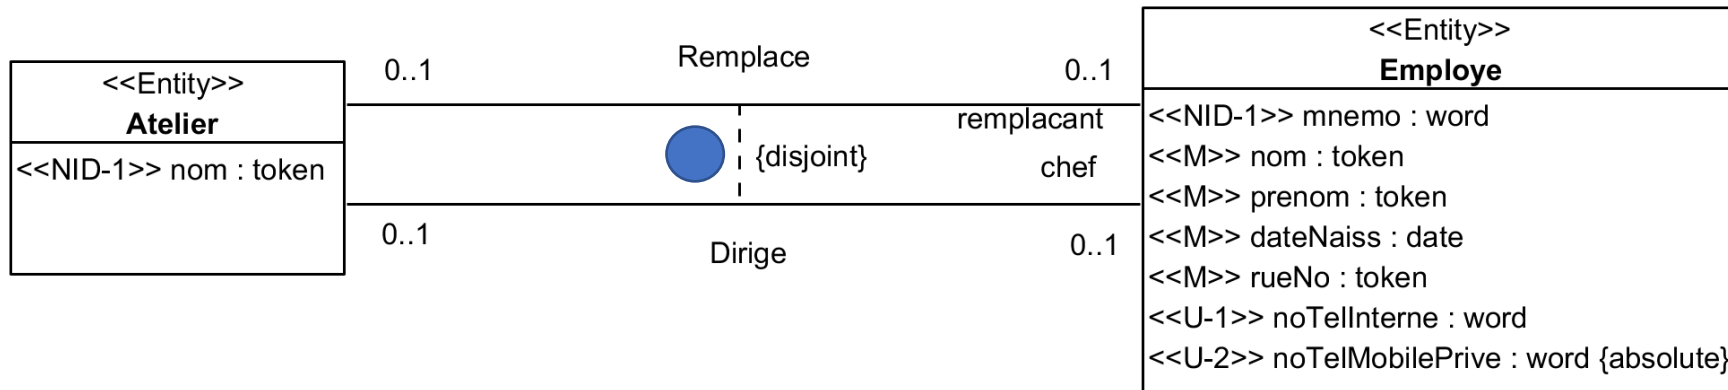 <<Entity>>
Atelier
<<NID-1>> nom : token
0..1
Remplace
0..1
remplacant
{disjoint}
chef
0..1
Dirige
0..1
<<Entity>>
Employe
<<NID-1>> mnemo : word
<<M>> nom : token
<<M>> prenom : token
<<M>> dateNaiss : date
<<M>> rueNo : token
<<U-1>> noTelInterne : word
<<U-2>> noTelMobilePrive : word {absolute}